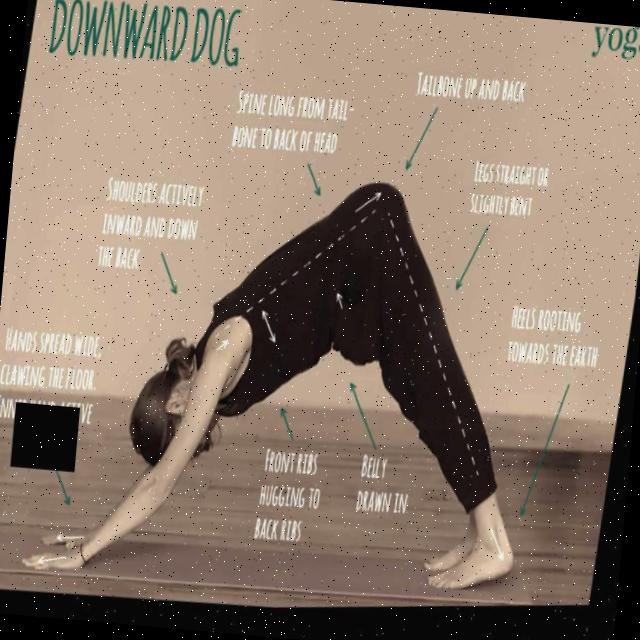 DOWNWARD DOG
yog
TAILBONE UP AND BACK
SPINE LONG FROM TAIL-
BONE TO BACK OF HEAD
LEGS STRAIGHT OR
SLIGHTLY BENT
SHOULDERS ACTIVELY
INWARD AND DOWN
THE BACK
HEELS ROOTING
TOWARDS THE EARTH
HANDS SPREAD WIDE,
CLAWING THE FLOOR
FRONT RIBS
HUGGING TO
BACK RIBS
BELLY
DRAWN IN